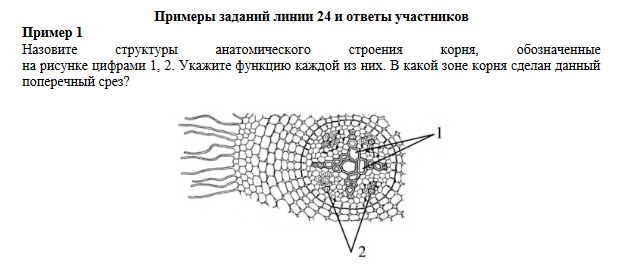 Примеры заданий линии 24 и ответы участников
Пример 1
Назовите структуры анатомического строения корня, обозначенные
на рисунке цифрами 1, 2. Укажите функцию каждой из них. В какой зоне корня сделан данный
поперечный срез?
1
2